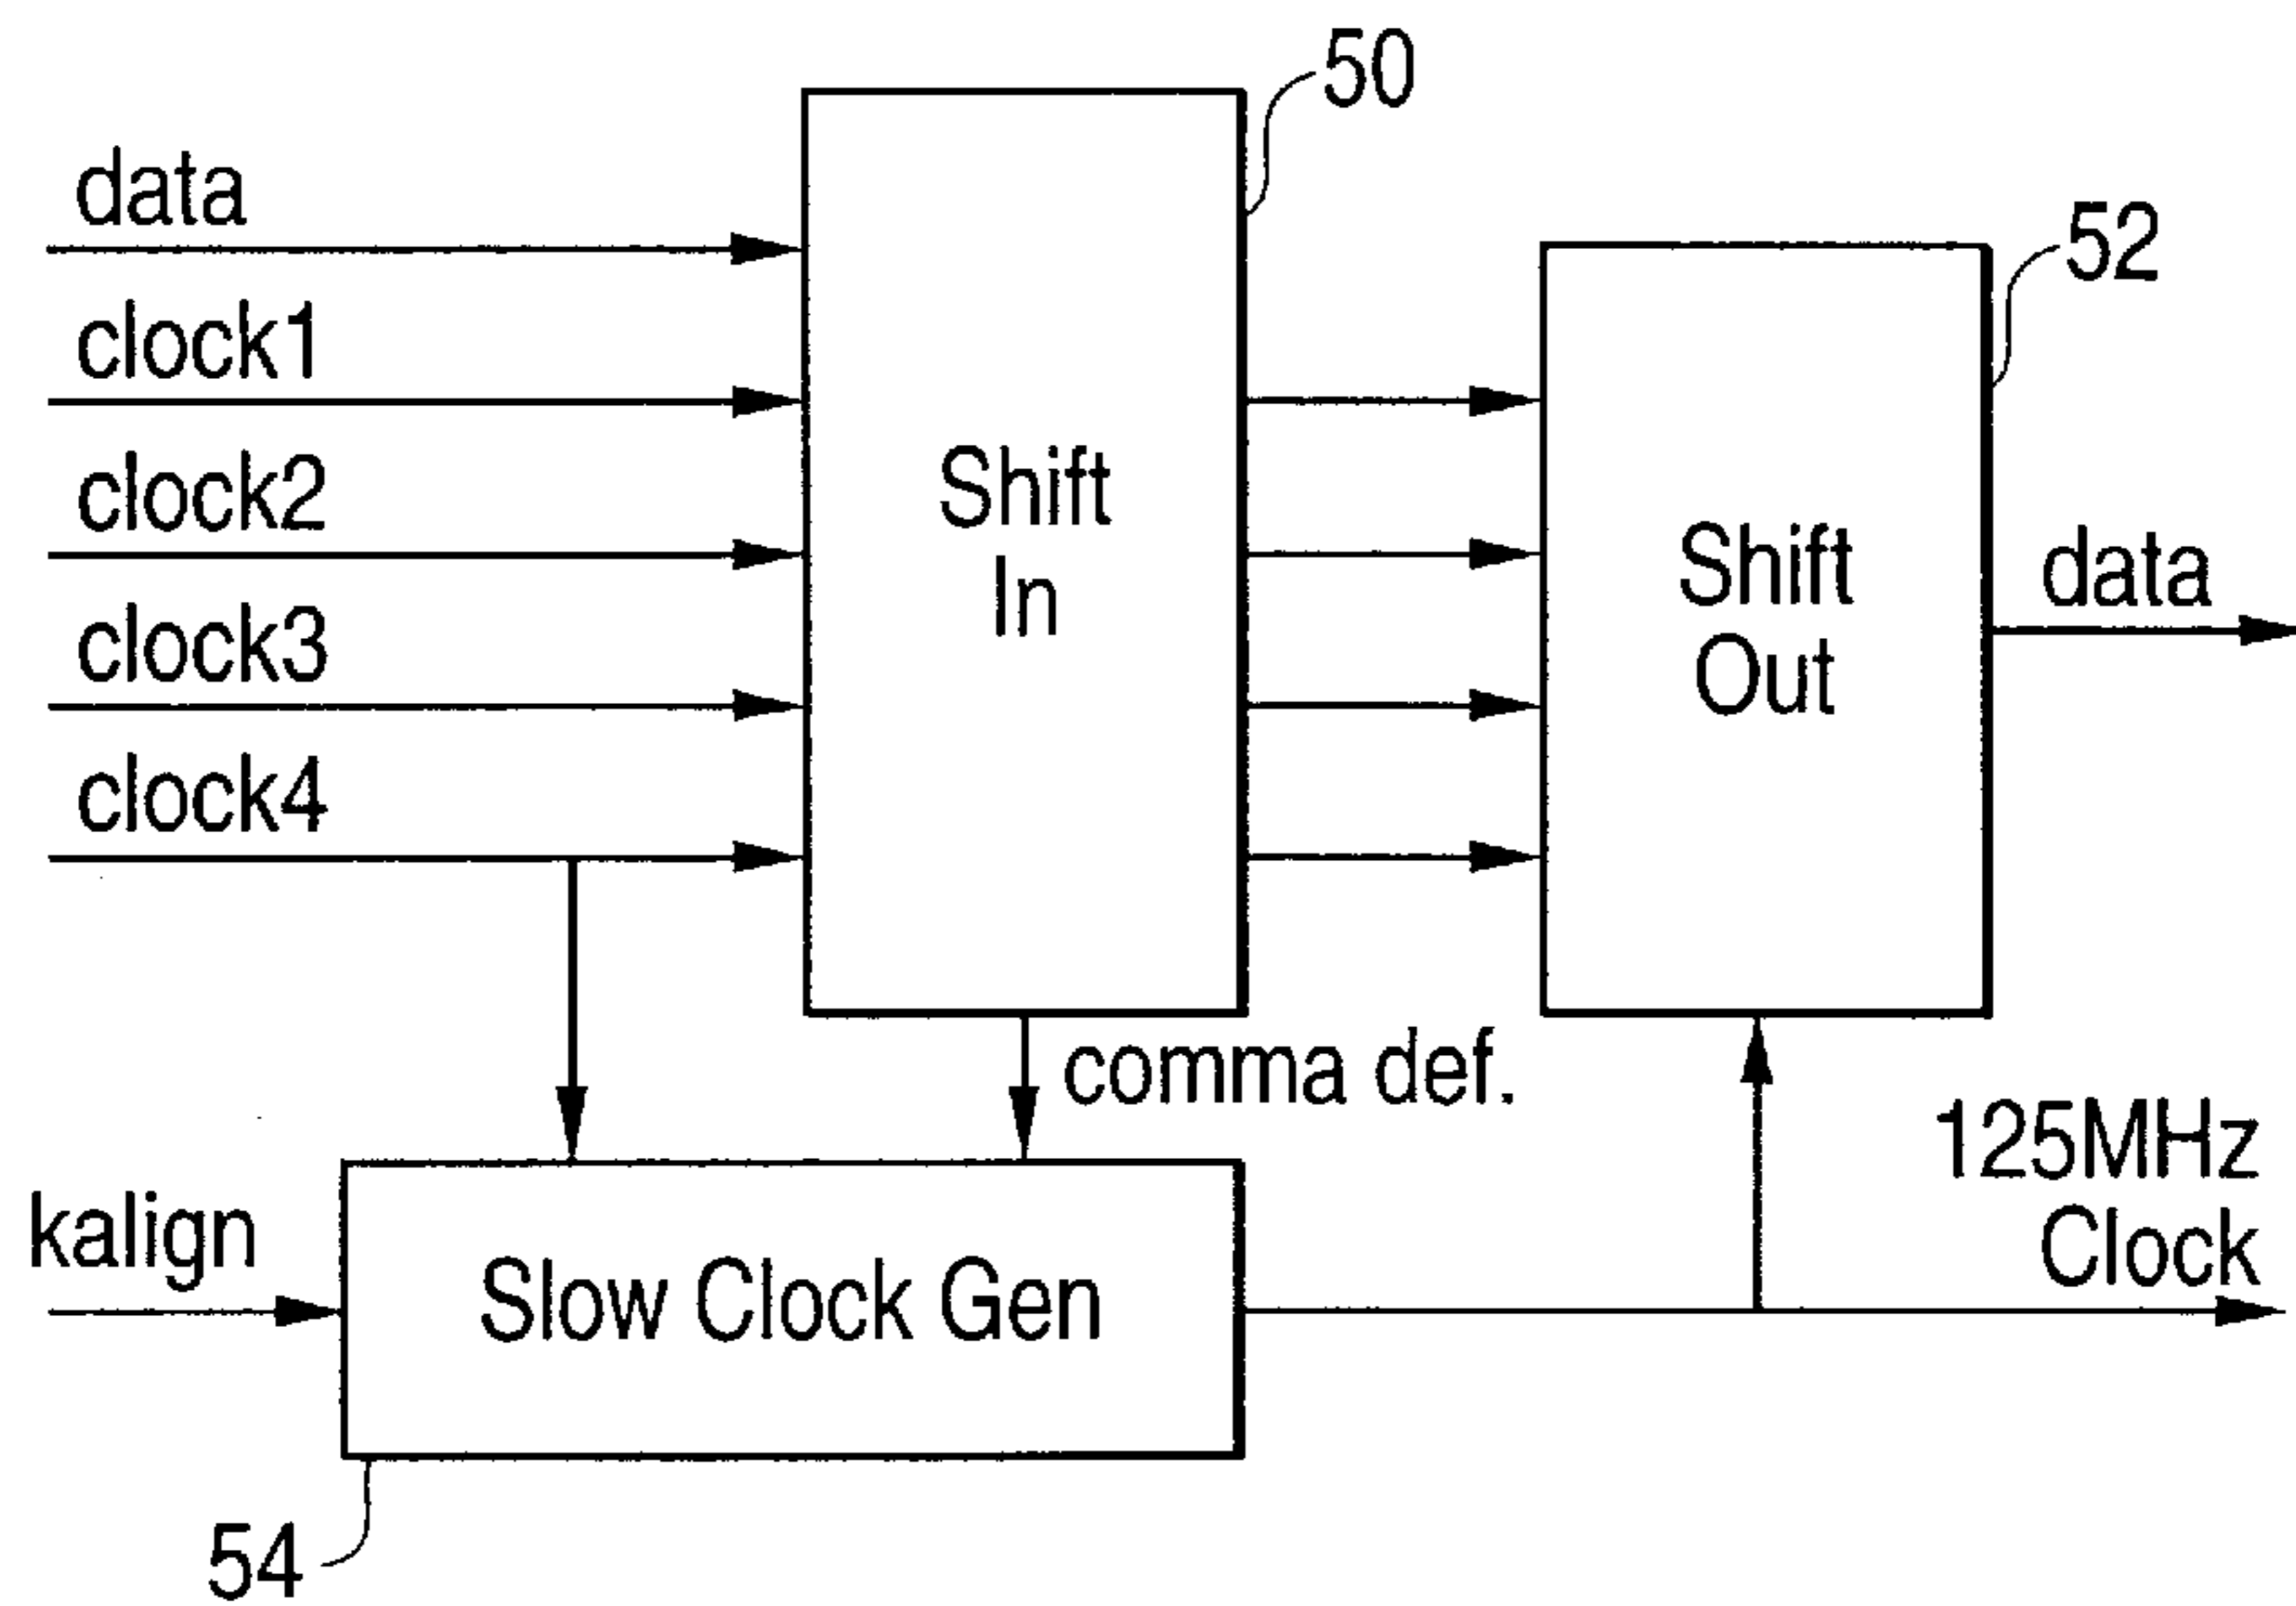 50
data
52
clock1
clock2
Shift
In
clock3
Shift
Out
data
clock4
comma def.
125MHz
Clock
kalign
Slow Clock Gen
54